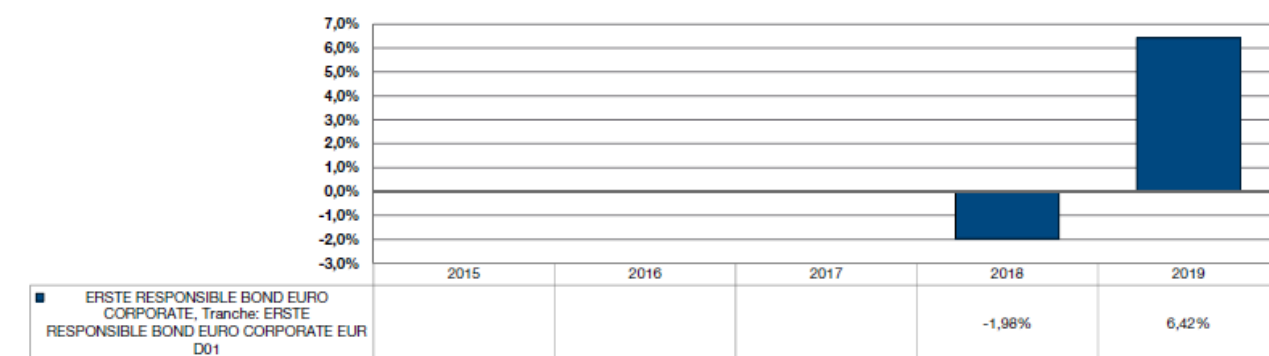 7,0%
6,0%
5,0%
4,0%
3,0%
2,0%
1,0%
0,0%
-1,0%
-2,0%
-3,0%
2015 2016 2017 2018 2019
ERSTE RESPONSIBLE BOND EURO
CORPORATE, Tranche: ERSTE
RESPONSIBLE BOND EURO CORPORATE EUR
D01
-1,98% 6,42%